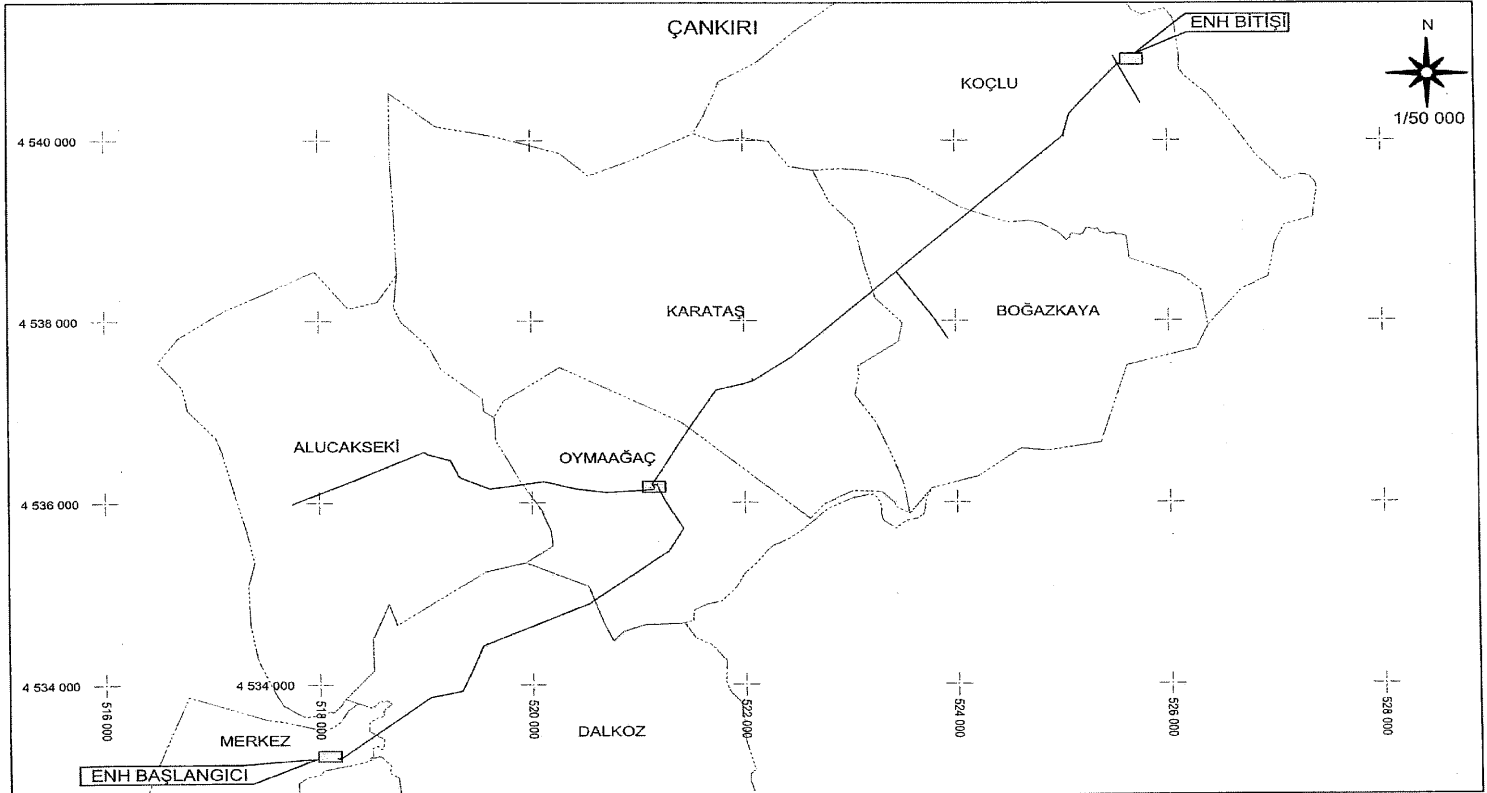 ÇANKIRI
ENH BİTİŞİ
N
KOÇLU
1/50 000
4 540 000
KARATAŞ
BOĞAZKAYA
4 538 000
ALUCAKSEKİ
OYMAAĞAÇ
4 536 000
4 534 000
4 534 000
516 000
518 000
520 000
522 000
524 000
526 000
528 000
MERKEZ
DALKOZ
ENH BAŞLANGICI